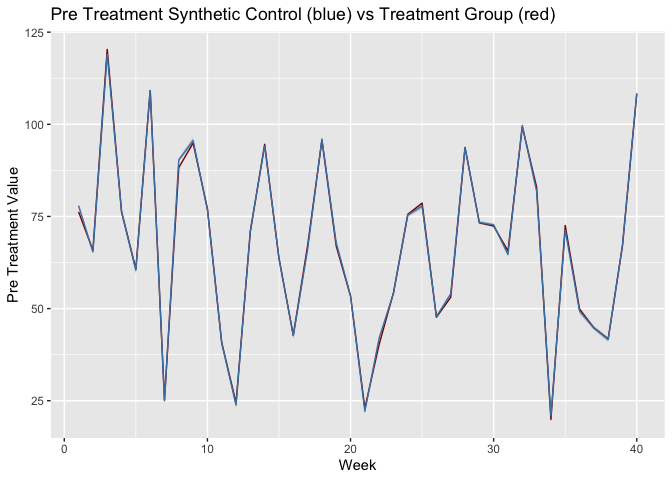 Pre Treatment Synthetic Control (blue) vs Treatment Group (red)
125
100
75
50
25
Pre Treatment Value
0 10 20 30 40
Week